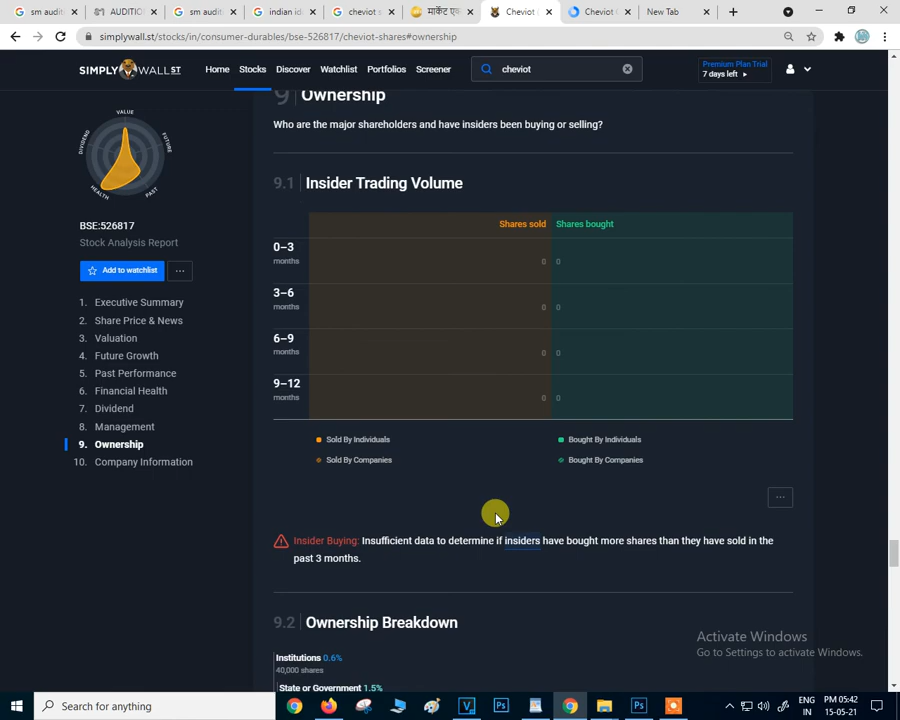 sm audit
AUDITION
sm audit
indian ide
cheviot s
मार्केट एक
Cheviot (
Cheviot C
New Tab
simplywall.st/stocks/in/consumer-durables/bse-526817/cheviot-shares#ownership
SIMPLY WALL ST
Home Stocks Discover Watchlist Portfolios Screener
cheviot
Premium Plan Trial
7 days left
VALUE
FUTURE
PAST
HEALTH
DIVIDEND
BSE:526817
Stock Analysis Report
Add to watchlist
1. Executive Summary
2. Share Price & News
3. Valuation
4. Future Growth
5. Past Performance
6. Financial Health
7. Dividend
8. Management
9. Ownership
10. Company Information
9 Ownership
Who are the major shareholders and have insiders been buying or selling?
9.1 Insider Trading Volume
Shares sold Shares bought
0–3
months
0 0
3–6
months
0 0
6–9
months
0 0
9–12
months
0 0
Sold By Individuals Bought By Individuals
Sold By Companies Bought By Companies
Insider Buying: Insufficient data to determine if insiders have bought more shares than they have sold in the
past 3 months.
9.2 Ownership Breakdown
Institutions 0.6%
40,000 shares
State or Government 1.5%
Activate Windows
Go to Settings to activate Windows.
Search for anything
ENG
IN
PM 05:42
15-05-21